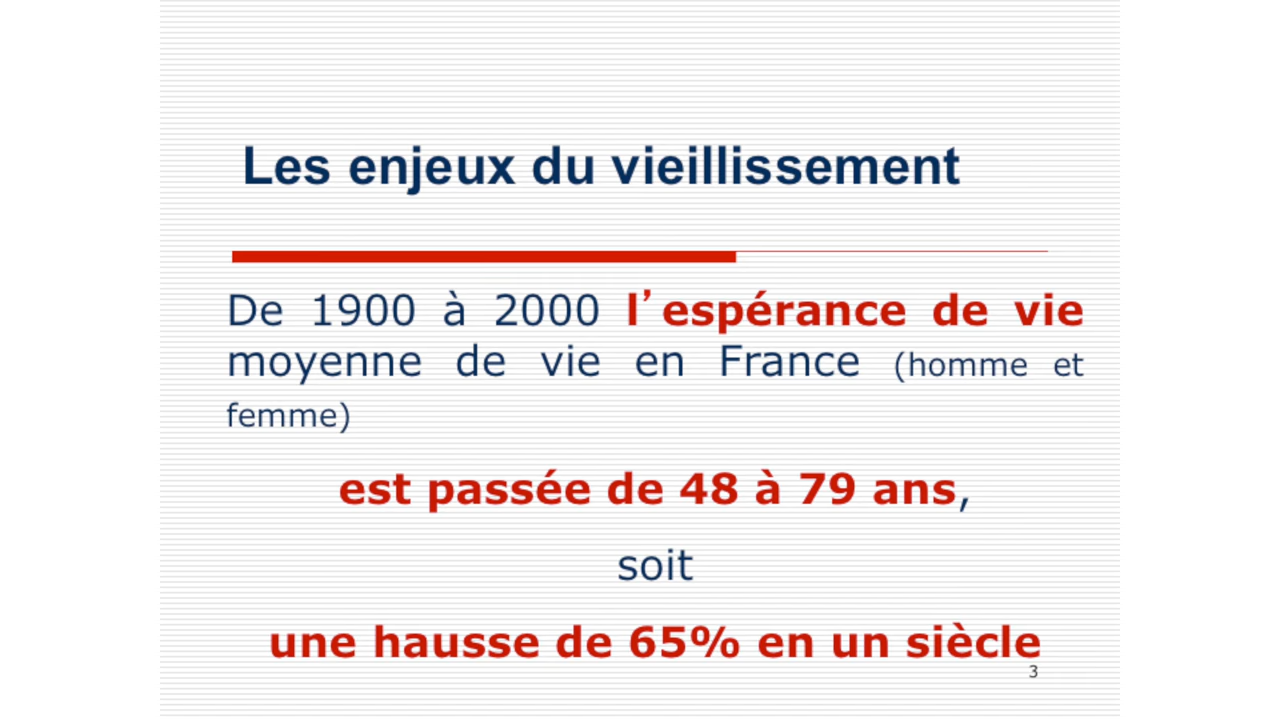 Les enjeux du vieillissement
De 1900 à 2000 l’espérance de vie
moyenne de vie en France (homme et
femme)
est passée de 48 à 79 ans,
soit
une hausse de 65% en un siècle
3